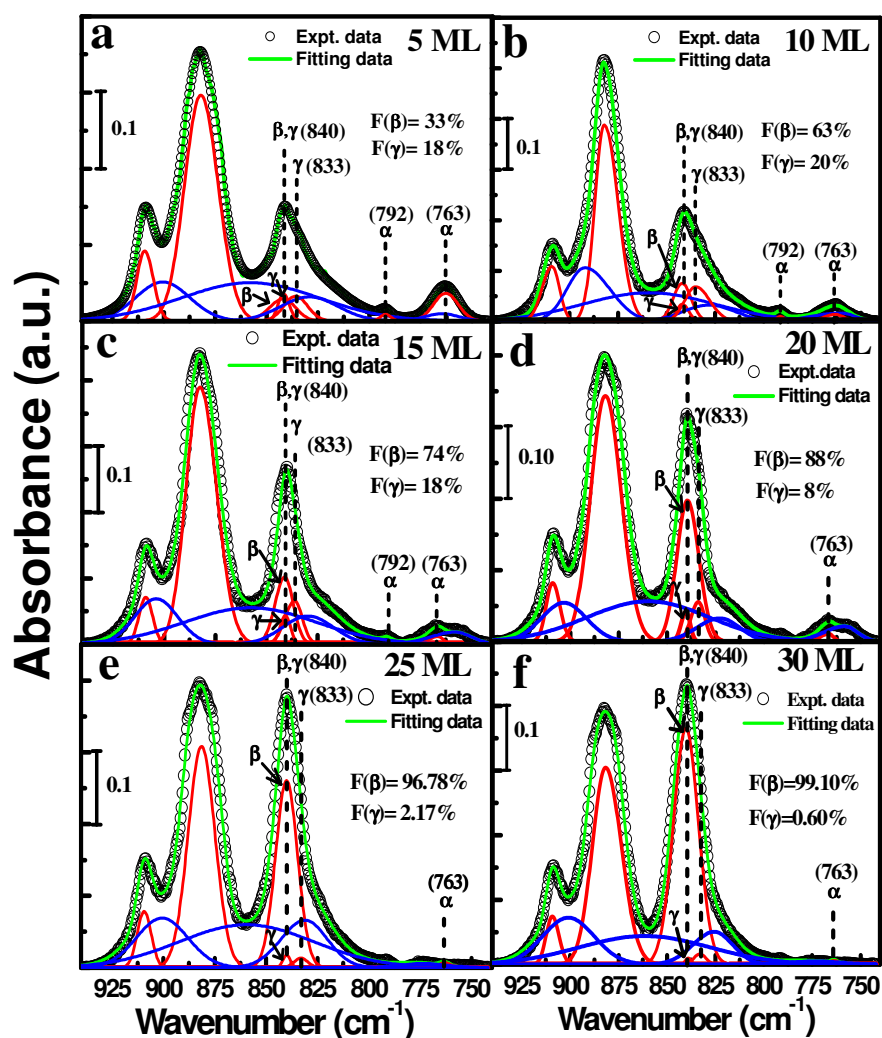 Absorbance (a.u.)
a
5 ML
Expt. data
Fitting data
0.1
β,γ(840)
γ(833)
F(β)= 33%
F(γ)= 18%
(792)
α
(763)
α
β
γ
b
10 ML
Expt. data
Fitting data
0.1
β,γ(840)
γ(833)
F(β)= 63%
F(γ)= 20%
(792)
α
(763)
α
β
γ
c
15 ML
Expt. data
Fitting data
0.1
β,γ(840)
γ
(833)
F(β)= 74%
F(γ)= 18%
(792)
α
(763)
α
β
γ
d
20 ML
Expt.data
Fitting data
0.10
β,γ(840)
γ(833)
F(β)= 88%
F(γ)= 8%
(763)
α
β
γ
e
25 ML
Expt. data
Fitting data
0.1
β,γ(840)
γ(833)
F(β)= 96.78%
F(γ)= 2.17%
(763)
α
β
γ
f
30 ML
Expt. data
Fitting data
0.1
β,γ(840)
γ(833)
F(β)=99.10%
F(γ)=0.60%
(763)
α
β
γ
925 900 875 850 825 800 775 750
925 900 875 850 825 800 775 750
Wavenumber (cm⁻¹)
Wavenumber (cm⁻¹)